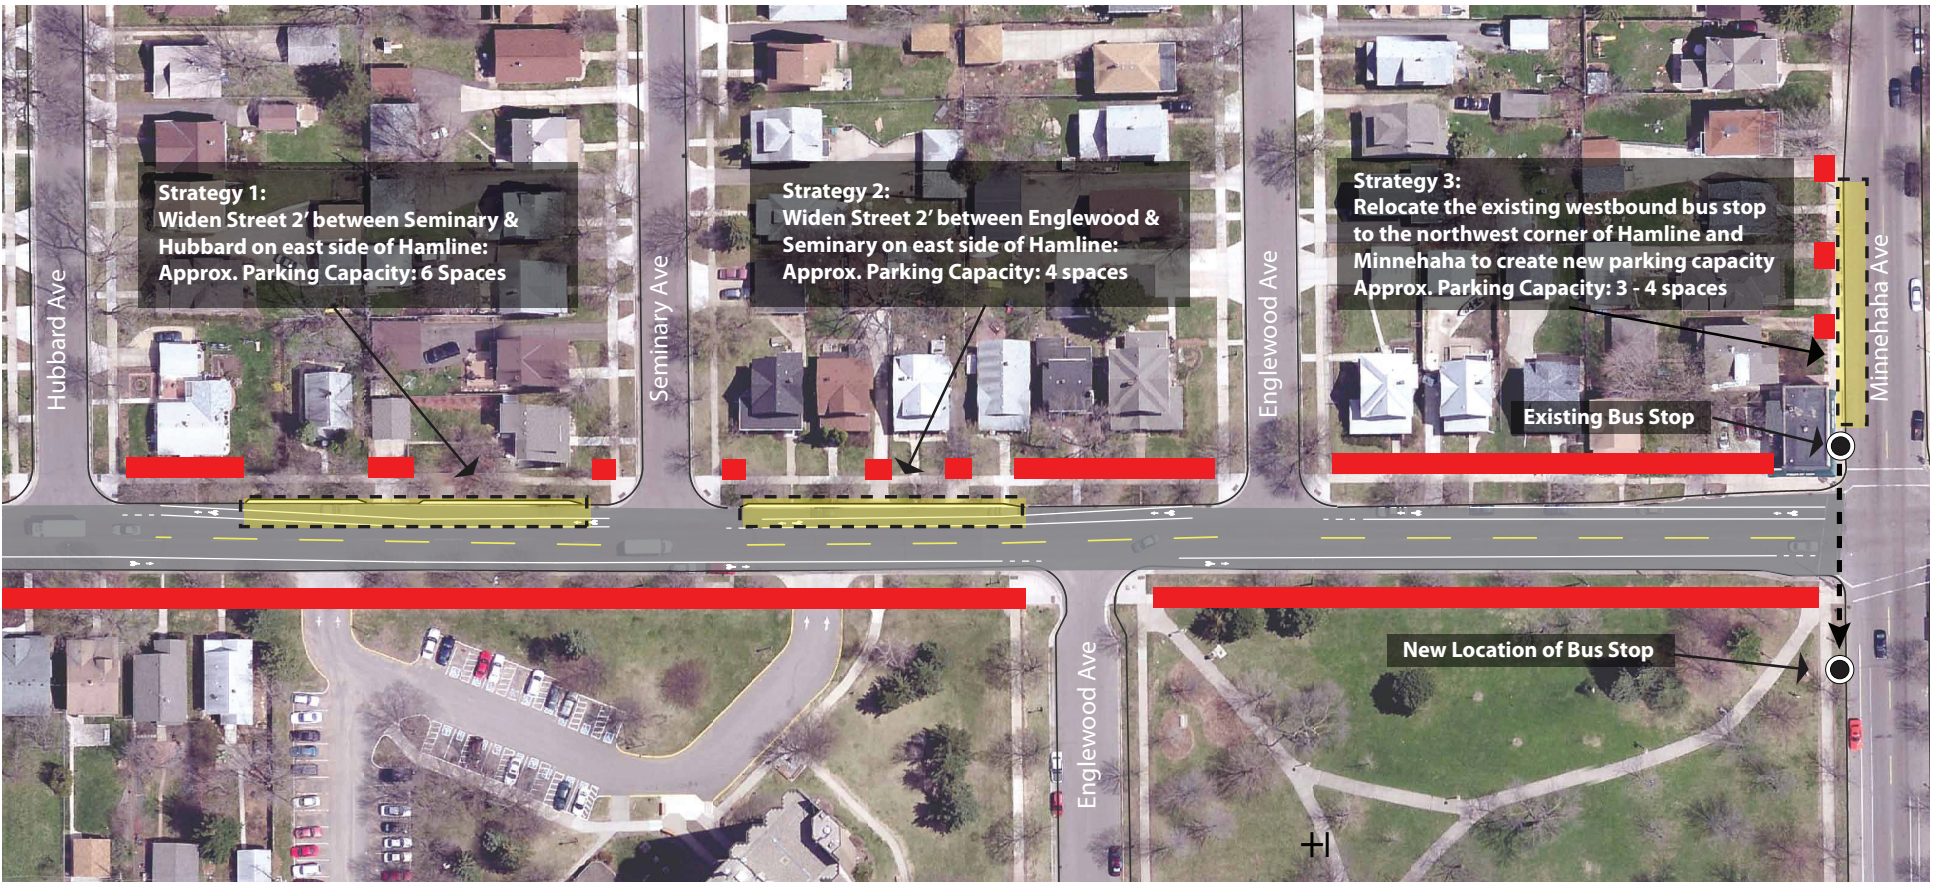 Strategy 1:
Widen Street 2’ between Seminary &
Hubbard on east side of Hamline:
Approx. Parking Capacity: 6 Spaces
Strategy 2:
Widen Street 2’ between Englewood &
Seminary on east side of Hamline:
Approx. Parking Capacity: 4 spaces
Strategy 3:
Relocate the existing westbound bus stop
to the northwest corner of Hamline and
Minnehaha to create new parking capacity
Approx. Parking Capacity: 3 - 4 spaces
Hubbard Ave
Seminary Ave
Englewood Ave
Minnehaha Ave
Existing Bus Stop
New Location of Bus Stop
Englewood Ave